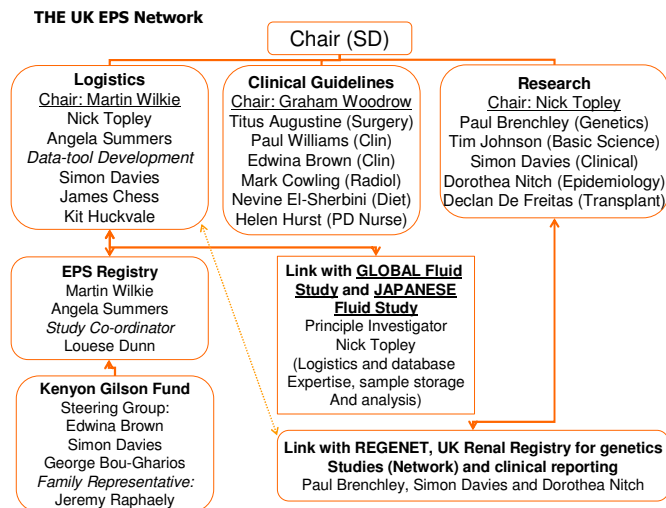 THE UK EPS Network
Chair (SD)
Logistics
Chair: Martin Wilkie
Nick Topley
Angela Summers
Data-tool Development
Simon Davies
James Chess
Kit Huckvale
Clinical Guidelines
Chair: Graham Woodrow
Titus Augustine (Surgery)
Paul Williams (Clin)
Edwina Brown (Clin)
Mark Cowling (Radiol)
Nevine El-Sherbini (Diet)
Helen Hurst (PD Nurse)
Research
Chair: Nick Topley
Paul Brenchley (Genetics)
Tim Johnson (Basic Science)
Simon Davies (Clinical)
Dorothea Nitch (Epidemiology)
Declan De Freitas (Transplant)
EPS Registry
Martin Wilkie
Angela Summers
Study Co-ordinator
Louese Dunn
Link with GLOBAL Fluid
Study and JAPANESE
Fluid Study
Principle Investigator
Nick Topley
(Logistics and database
Expertise, sample storage
And analysis)
Kenyon Gilson Fund
Steering Group:
Edwina Brown
Simon Davies
George Bou-Gharios
Family Representative:
Jeremy Raphaely
Link with REGENET, UK Renal Registry for genetics
Studies (Network) and clinical reporting
Paul Brenchley, Simon Davies and Dorothea Nitch